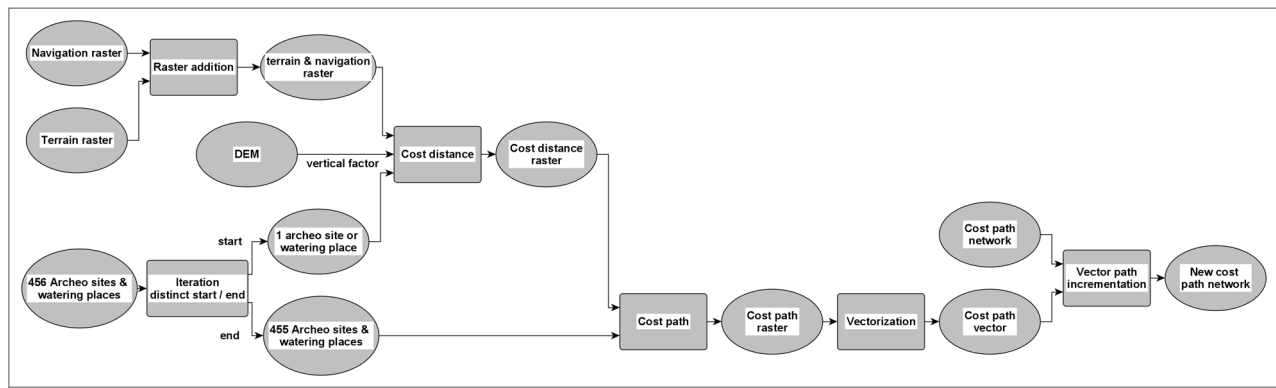 Navigation raster
Raster addition
terrain & navigation
raster
Terrain raster
DEM
vertical factor
Cost distance
Cost distance
raster
start
1 archeo site or
watering place
456 Archeo sites &
watering places
Iteration
distinct start / end
end
455 Archeo sites &
watering places
Cost path
Cost path
raster
Vectorization
Cost path
vector
Cost path
network
Vector path
incrementation
New cost
path network